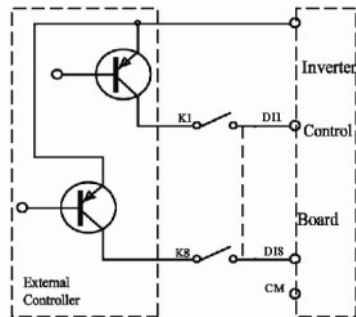 Inverter
K1
DI1
Control
Board
K8
DI8
External
Controller
CM